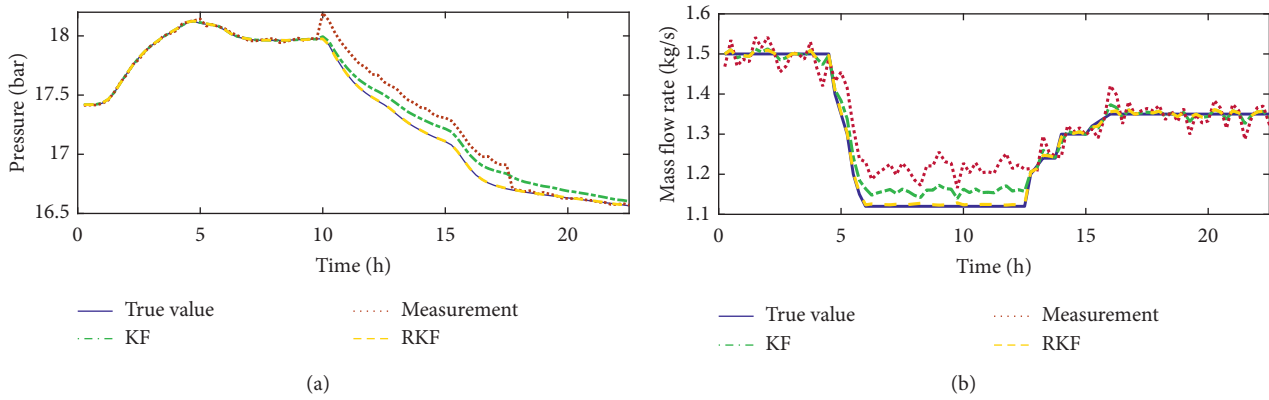 Pressure (bar)
18
17.5
17
16.5
0
5
10
15
20
Time (h)
True value
Measurement
KF
RKF
(a)
Mass flow rate (kg/s)
1.6
1.5
1.4
1.3
1.2
1.1
0
5
10
15
20
Time (h)
True value
Measurement
KF
RKF
(b)